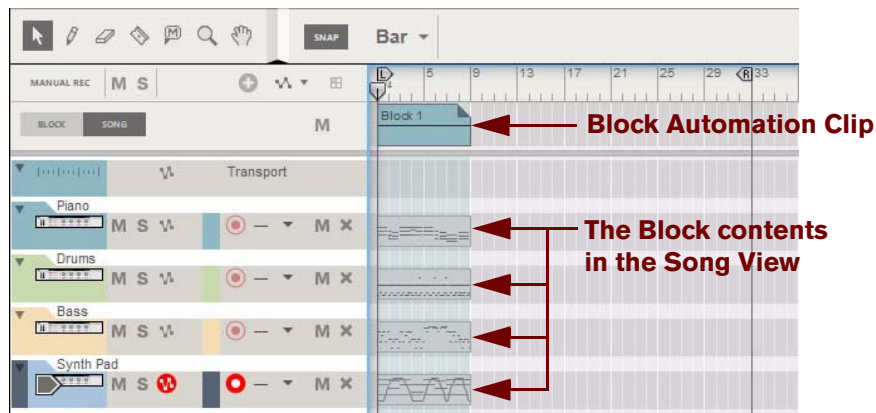 SNAP Bar
MANUAL REC M S
L 5 9 13 17 21 25 29 R 33
4
BLOCK SONG M
Block 1
Block Automation Clip
Transport
Piano
M S M
The Block contents
in the Song View
Drums
M S M
Bass
M S M
Synth Pad
M S M